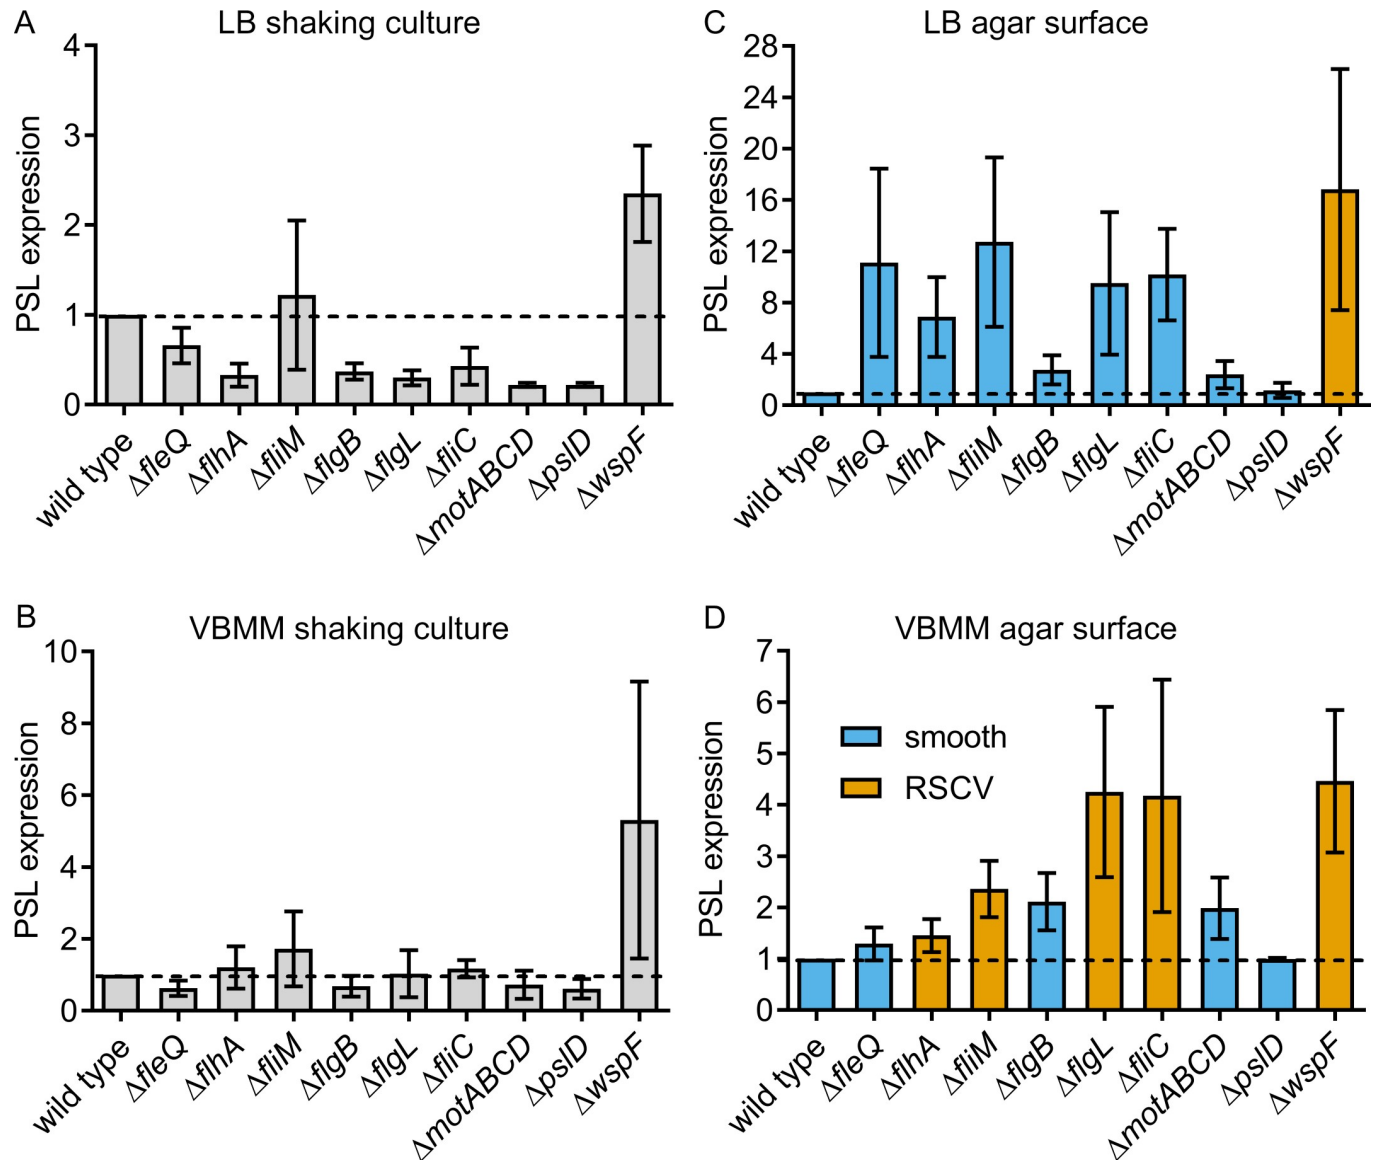 A
LB shaking culture
PSL expression
4
3
2
1
0
wild type
ΔfleQ
ΔflhA
ΔfliM
ΔflgB
ΔflgL
ΔfliC
ΔmotABCD
ΔpslD
ΔwspF
C
LB agar surface
PSL expression
28
24
20
16
12
8
4
0
wild type
ΔfleQ
ΔflhA
ΔfliM
ΔflgB
ΔflgL
ΔfliC
ΔmotABCD
ΔpslD
ΔwspF
B
VBMM shaking culture
PSL expression
10
8
6
4
2
0
wild type
ΔfleQ
ΔflhA
ΔfliM
ΔflgB
ΔflgL
ΔfliC
ΔmotABCD
ΔpslD
ΔwspF
D
VBMM agar surface
PSL expression
7
6
5
4
3
2
1
0
smooth
RSCV
wild type
ΔfleQ
ΔflhA
ΔfliM
ΔflgB
ΔflgL
ΔfliC
ΔmotABCD
ΔpslD
ΔwspF